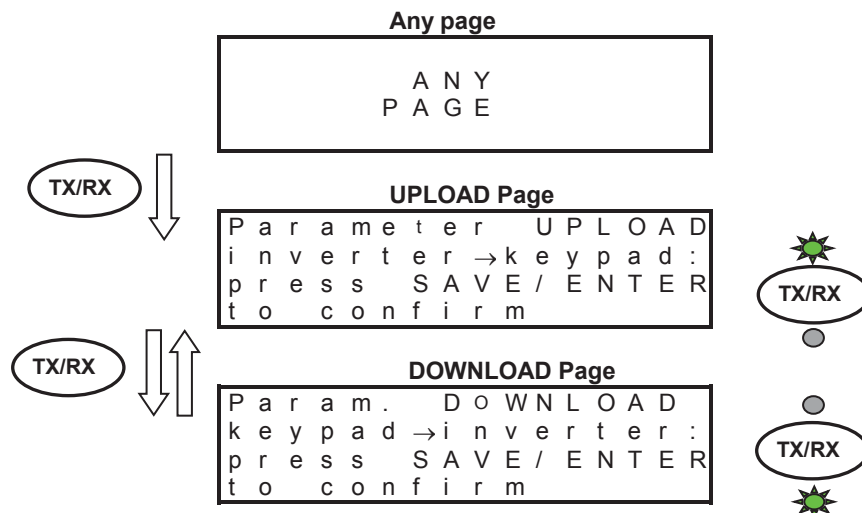 Any page
ANY
PAGE
TX/RX
UPLOAD Page
Parameter UPLOAD
inverter→keypad:
press SAVE/ENTER
to confirm
TX/RX
TX/RX
DOWNLOAD Page
Param. DoWNLOAD
keypad→inverter:
press SAVE/ENTER
to confirm
TX/RX